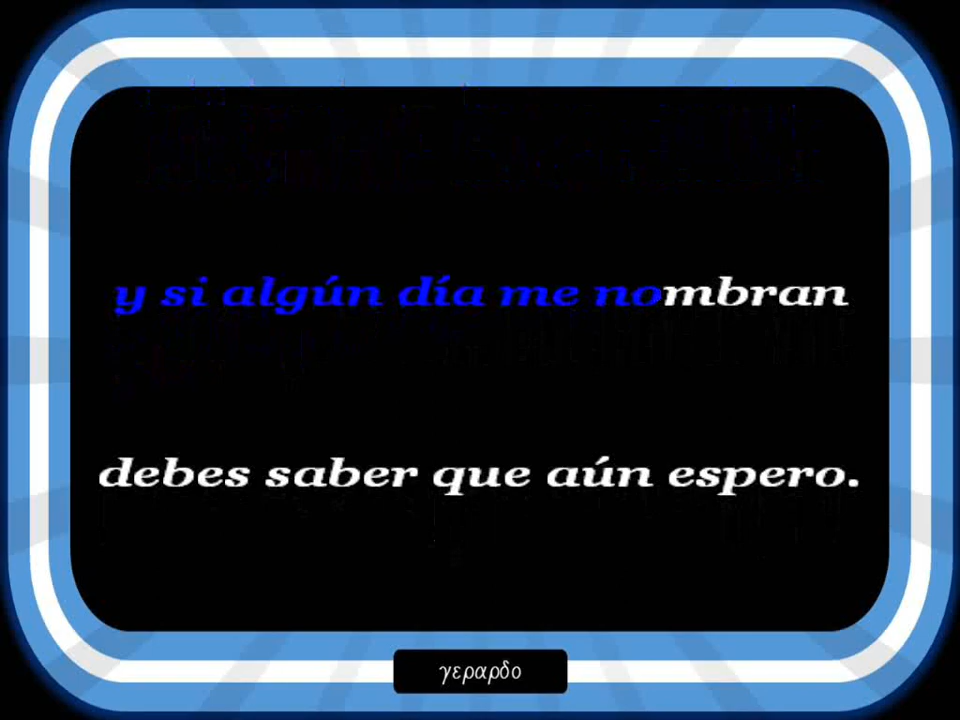 y si algún día me nombran
debes saber que aún espero.
γεραρδο